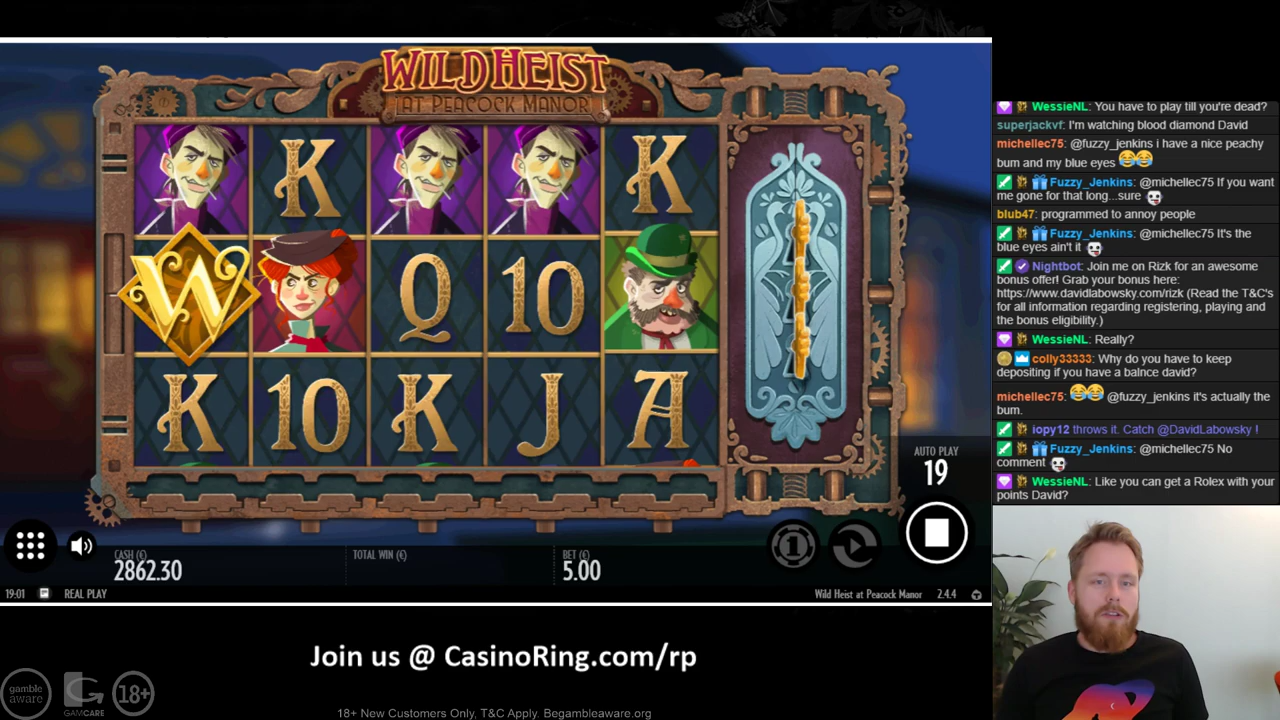 WILDHEIST
AT PEACOCK MANOR
K
K
W
Q
10
K
10
K
J
A
AUTO PLAY
19
1
CASH (€)
2862.30
TOTAL WIN (€)
BET (€)
5.00
19:01
REAL PLAY
Wild Heist at Peacock Manor
2.4.4
WessieNL: You have to play till you're dead?
superjackvf: I'm watching blood diamond David
michellec75: @fuzzy_jenkins i have a nice peachy
bum and my blue eyes
Fuzzy_Jenkins: @michellec75 If you want
me gone for that long...sure
blub47: programmed to annoy people
Fuzzy_Jenkins: @michellec75 It's the
blue eyes ain't it
Nightbot: Join me on Rizk for an awesome
bonus offer! Grab your bonus here:
https://www.davidlabowsky.com/rizk (Read the T&C's
for all information regarding registering, playing and
the bonus eligibility.)
WessieNL: Really?
colly33333: Why do you have to keep
depositing if you have a balnce david?
michellec75: @fuzzy_jenkins it's actually the
bum.
iopy12 throws it. Catch @DavidLabowsky !
Fuzzy_Jenkins: @michellec75 No
comment
WessieNL: Like you can get a Rolex with your
points David?
Join us @ CasinoRing.com/rp
gamble
aware
GAMCARE
18+
18+ New Customers Only, T&C Apply. Begambleaware.org